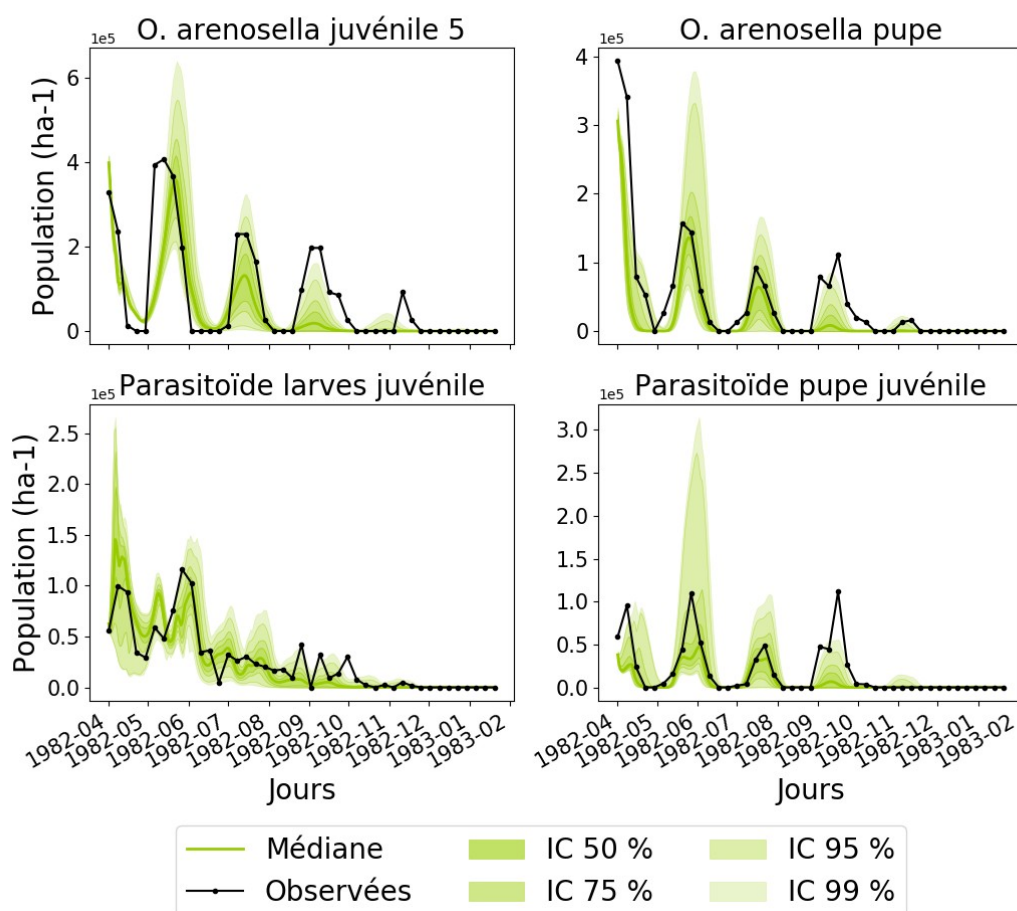 O. arenosella juvénile 5
O. arenosella pupe
1e5
1e5
Population (ha-1)
6
4
2
0
4
3
2
1
0
Parasitoïde larves juvénile
Parasitoïde pupe juvénile
1e5
1e5
Population (ha-1)
2.5
2.0
1.5
1.0
0.5
0.0
3.0
2.5
2.0
1.5
1.0
0.5
0.0
1982-04
1982-05
1982-06
1982-07
1982-08
1982-09
1982-10
1982-11
1982-12
1983-01
1983-02
1982-04
1982-05
1982-06
1982-07
1982-08
1982-09
1982-10
1982-11
1982-12
1983-01
1983-02
Jours
Jours
Médiane
IC 50 %
IC 95 %
Observées
IC 75 %
IC 99 %